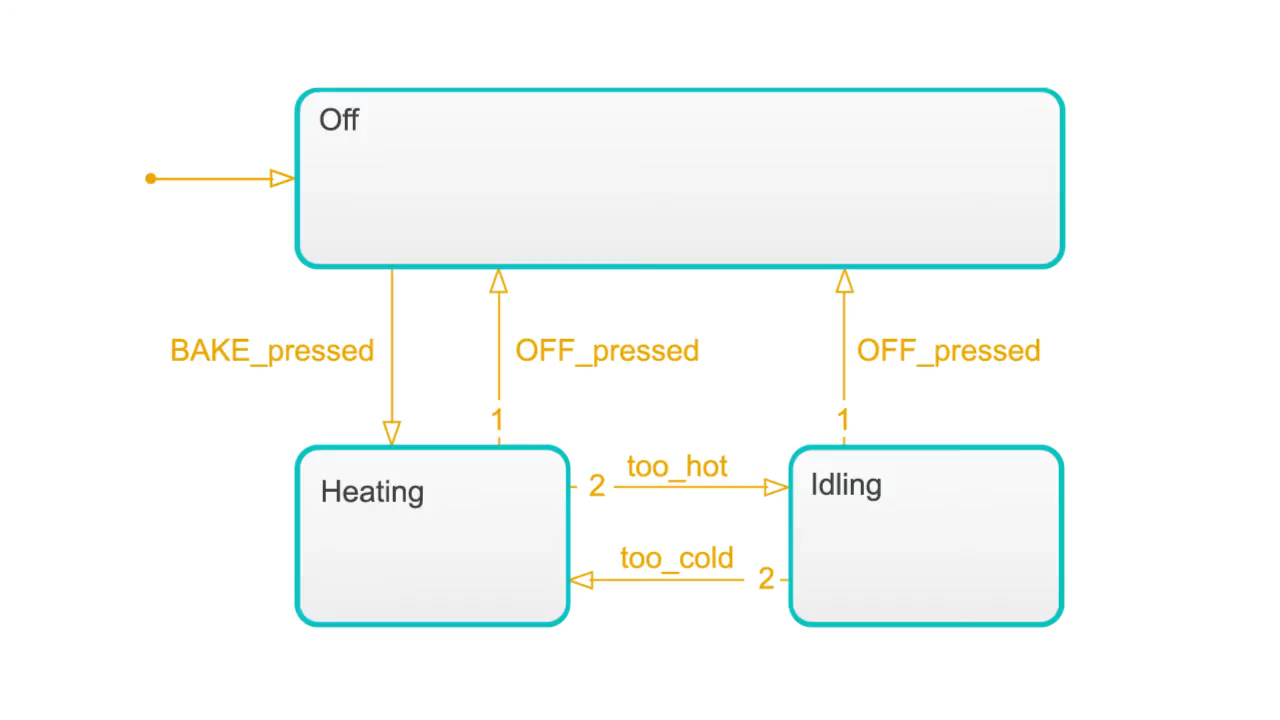 Off
BAKE_pressed
OFF_pressed
OFF_pressed
1
1
Heating
2
too_hot
Idling
too_cold
2